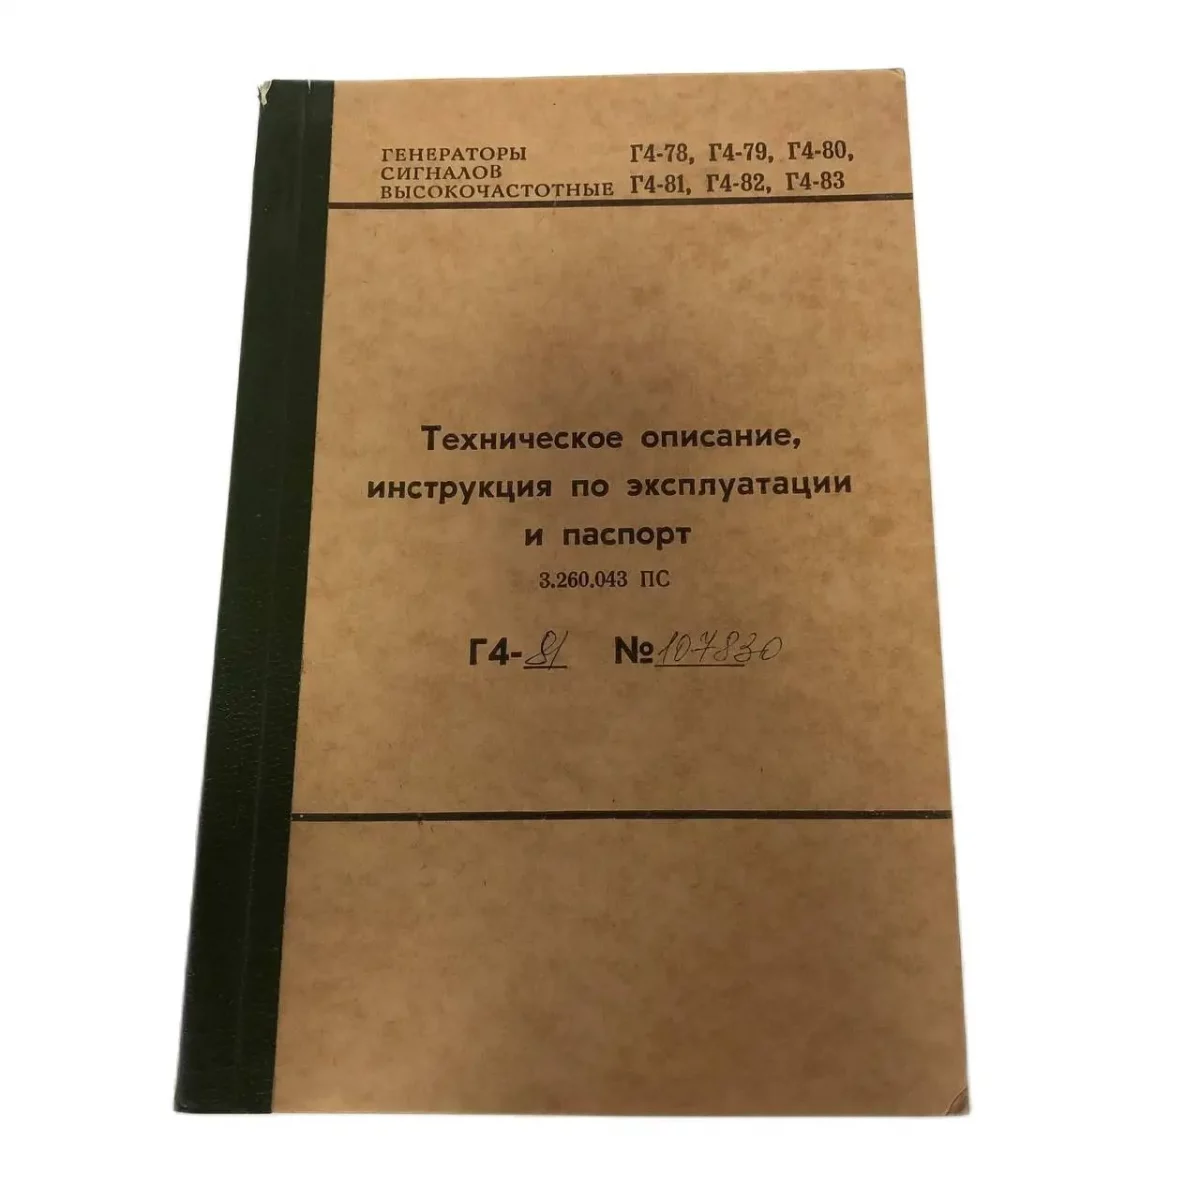 ГЕНЕРАТОРЫ
СИГНАЛОВ
ВЫСОКОЧАСТОТНЫЕ
Г4-78, Г4-79, Г4-80,
Г4-81, Г4-82, Г4-83
Техническое описание,
инструкция по эксплуатации
и паспорт
3.260.043 ПС
Г4-81 №107830